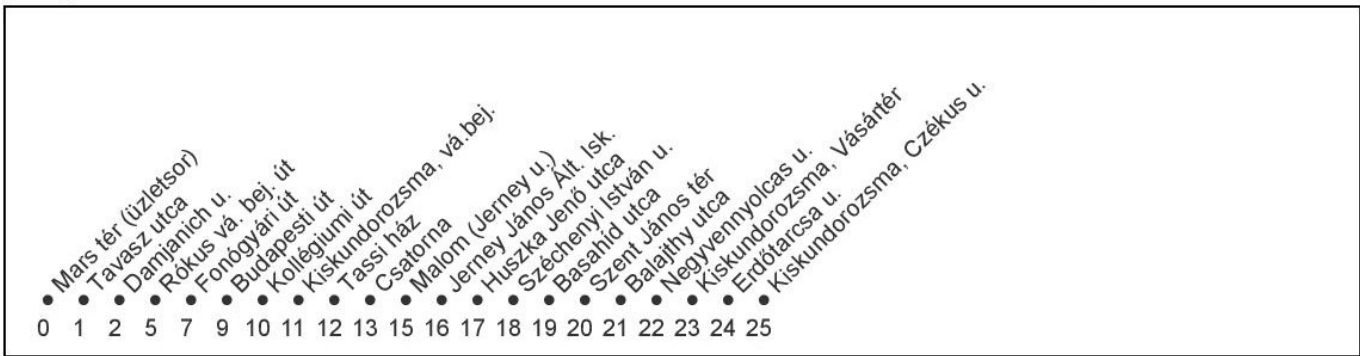 Mars tér (üzletsor)
Tavasz utca
Damjanich u.
Rókus vá. bej. út
Fonógyári út
Budapesti út
Kollégiumi út
Kiskundorozsma, vá.bej.
Tassi ház
Csatorna
Malom (Jerney u.)
Jerney János Ált. Isk.
Huszka Jenő utca
Széchenyi István u.
Basahíd utca
Szent János tér
Balajthy utca
Negyvennyolcas u.
Kiskundorozsma, Vásártér
Erdőtarcsa u.
Kiskundorozsma, Czékus u.
0 1 2 5 7 9 10 11 12 13 15 16 17 18 19 20 21 22 23 24 25